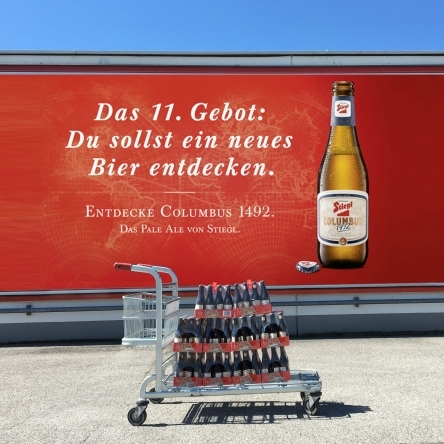 Das 11. Gebot:
Du sollst ein neues
Bier entdecken.
Entdecke Columbus 1492.
Das Pale Ale von Stiegl.
Stiegl
Stiegl
COLUMBUS
1492